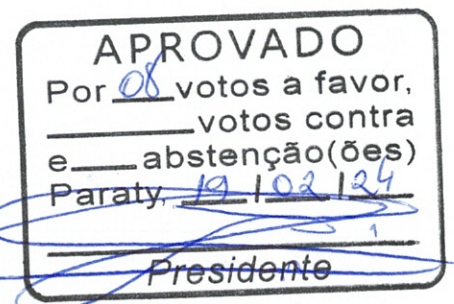 APROVADO
Por 08 votos a favor,
votos contra
e abstenção(ões)
Paraty, 19 / 02 / 24
Presidente